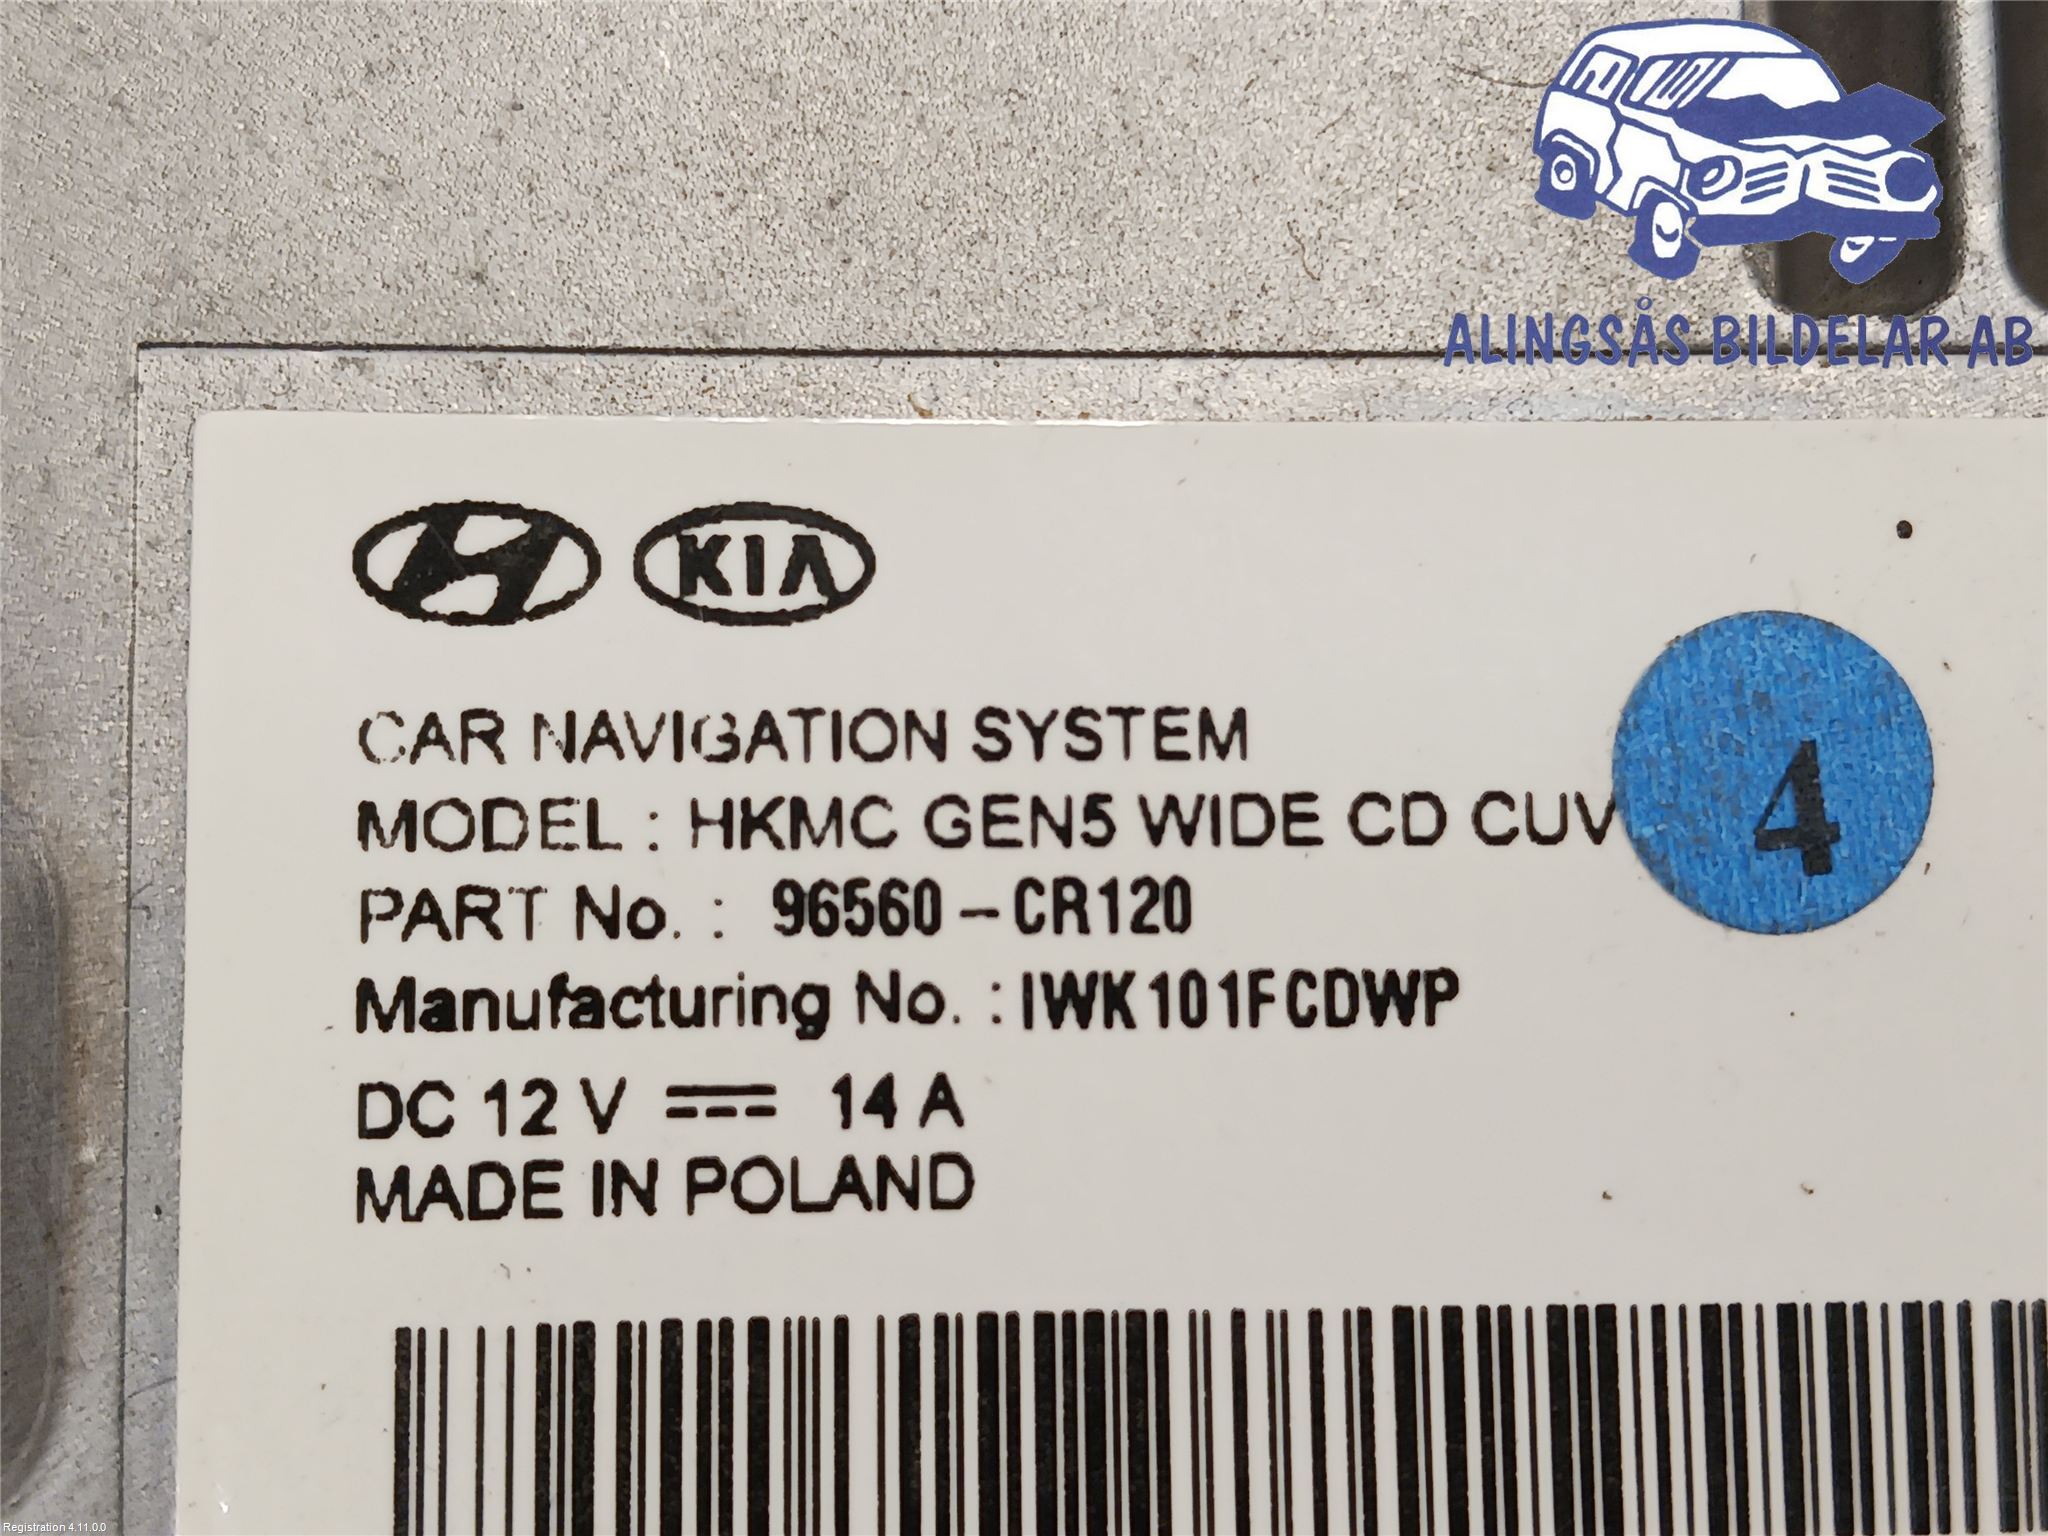 ALINGSÅS BILDELAR AB
KIA
CAR NAVIGATION SYSTEM
MODEL : HKMC GEN5 WIDE CD CUV
4
PART No. : 96560-CR120
Manufacturing No. : IWK101FCDWP
DC 12 V ⎓ 14 A
MADE IN POLAND
Registration 4.11.0.0